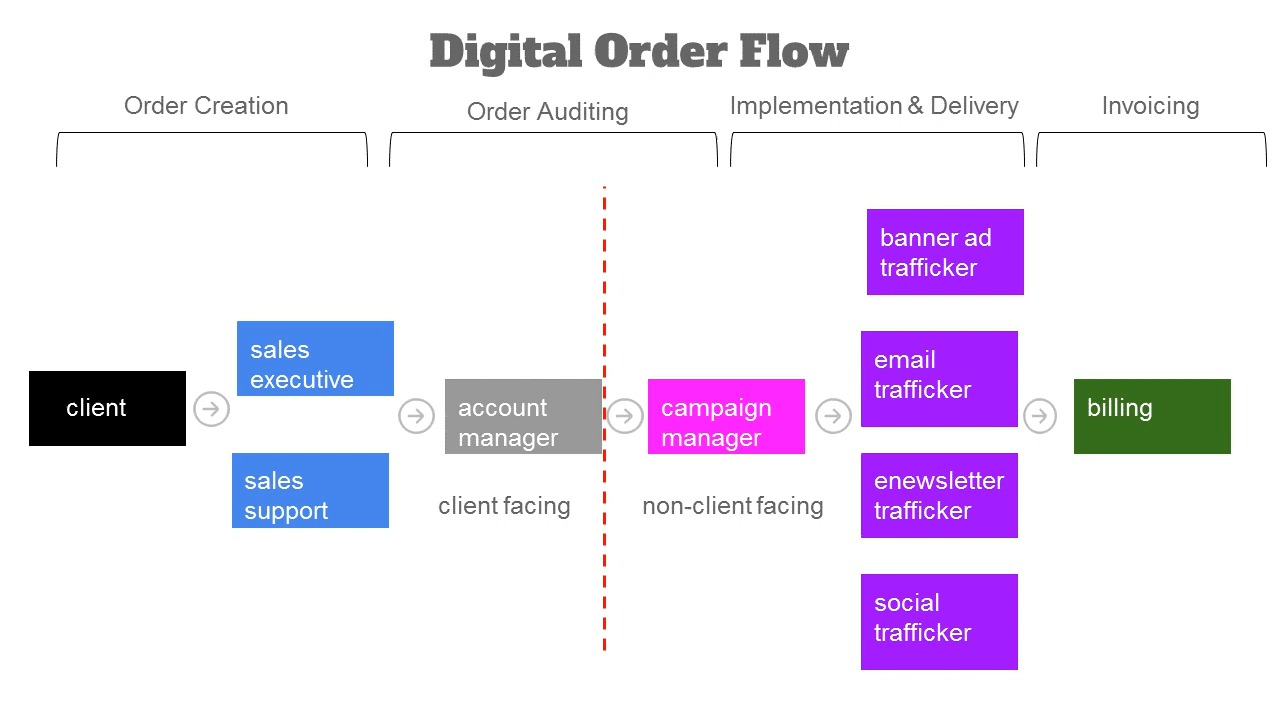 Digital Order Flow
Order Creation
Order Auditing
Implementation & Delivery
Invoicing
client
sales
executive
sales
support
account
manager
client facing
campaign
manager
non-client facing
banner ad
trafficker
email
trafficker
enewsletter
trafficker
social
trafficker
billing